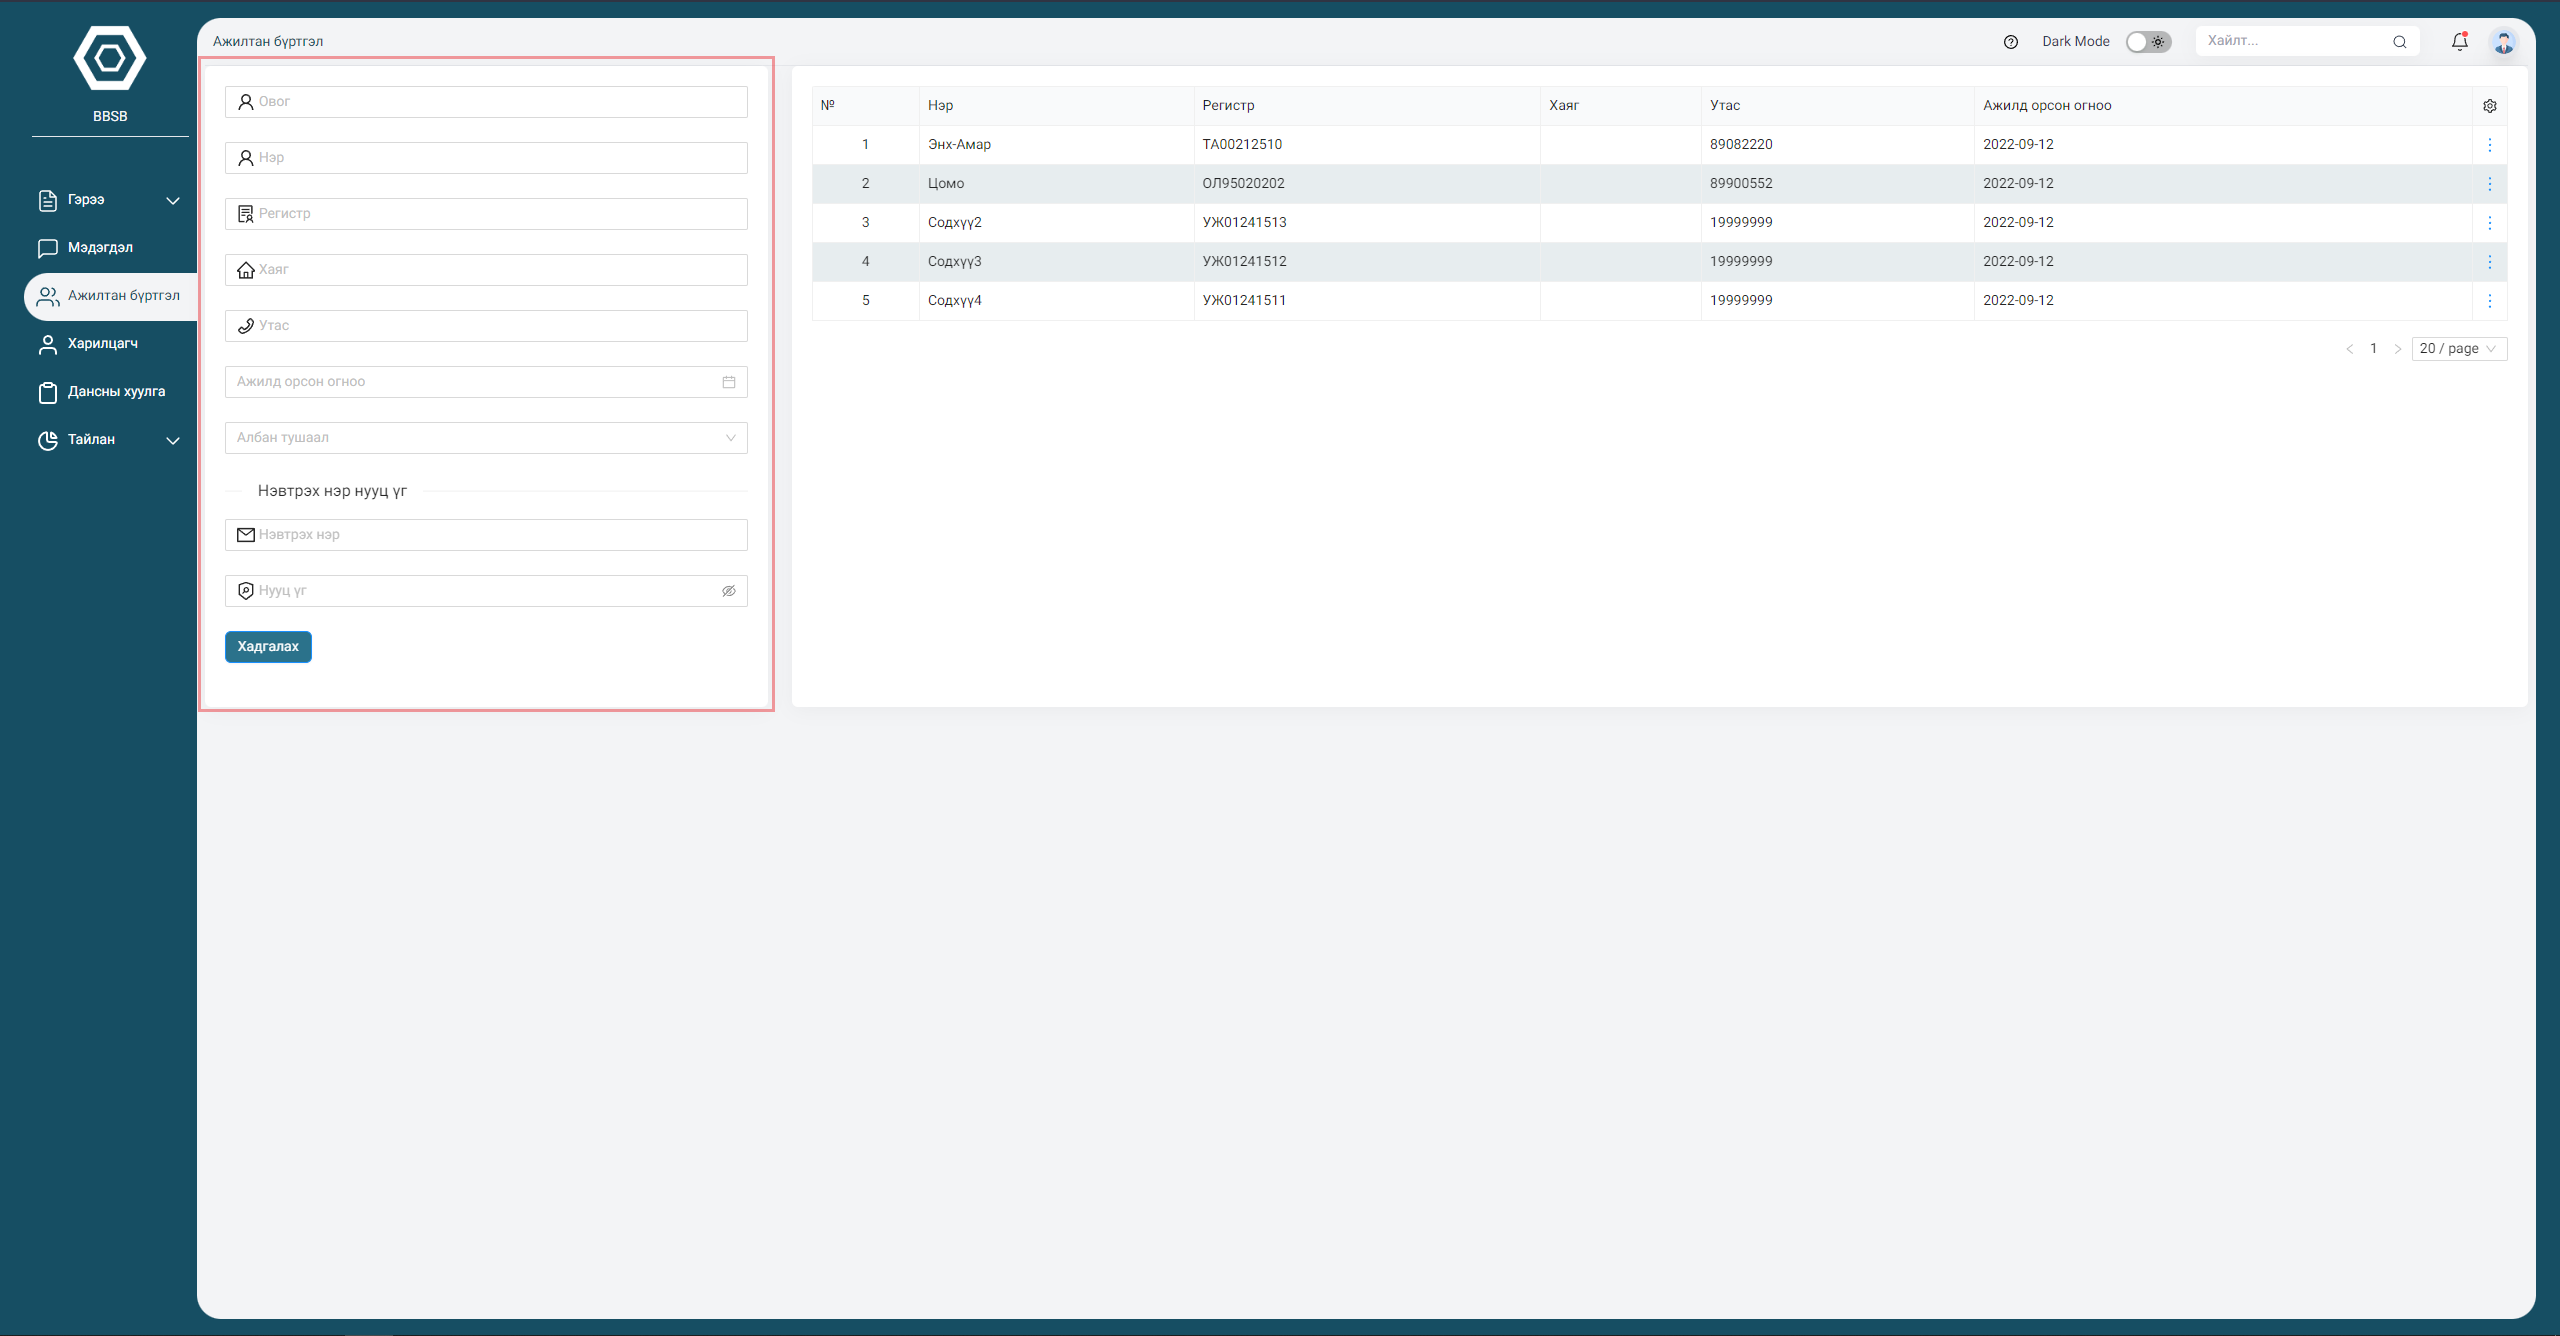 BBSB
Гэрээ
Мэдэгдэл
Ажилтан бүртгэл
Харилцагч
Дансны хуулга
Тайлан
Ажилтан бүртгэл
Dark Mode
Хайлт...
Овог
Нэр
Регистр
Хаяг
Утас
Ажилд орсон огноо
Албан тушаал
Нэвтрэх нэр нууц үг
Нэвтрэх нэр
Нууц үг
Хадгалах
№ Нэр Регистр Хаяг Утас Ажилд орсон огноо
1 Энх-Амар ТА00212510 89082220 2022-09-12
2 Цомо ОЛ95020202 89900552 2022-09-12
3 Содхүү2 УЖ01241513 19999999 2022-09-12
4 Содхүү3 УЖ01241512 19999999 2022-09-12
5 Содхүү4 УЖ01241511 19999999 2022-09-12
1 20 / page